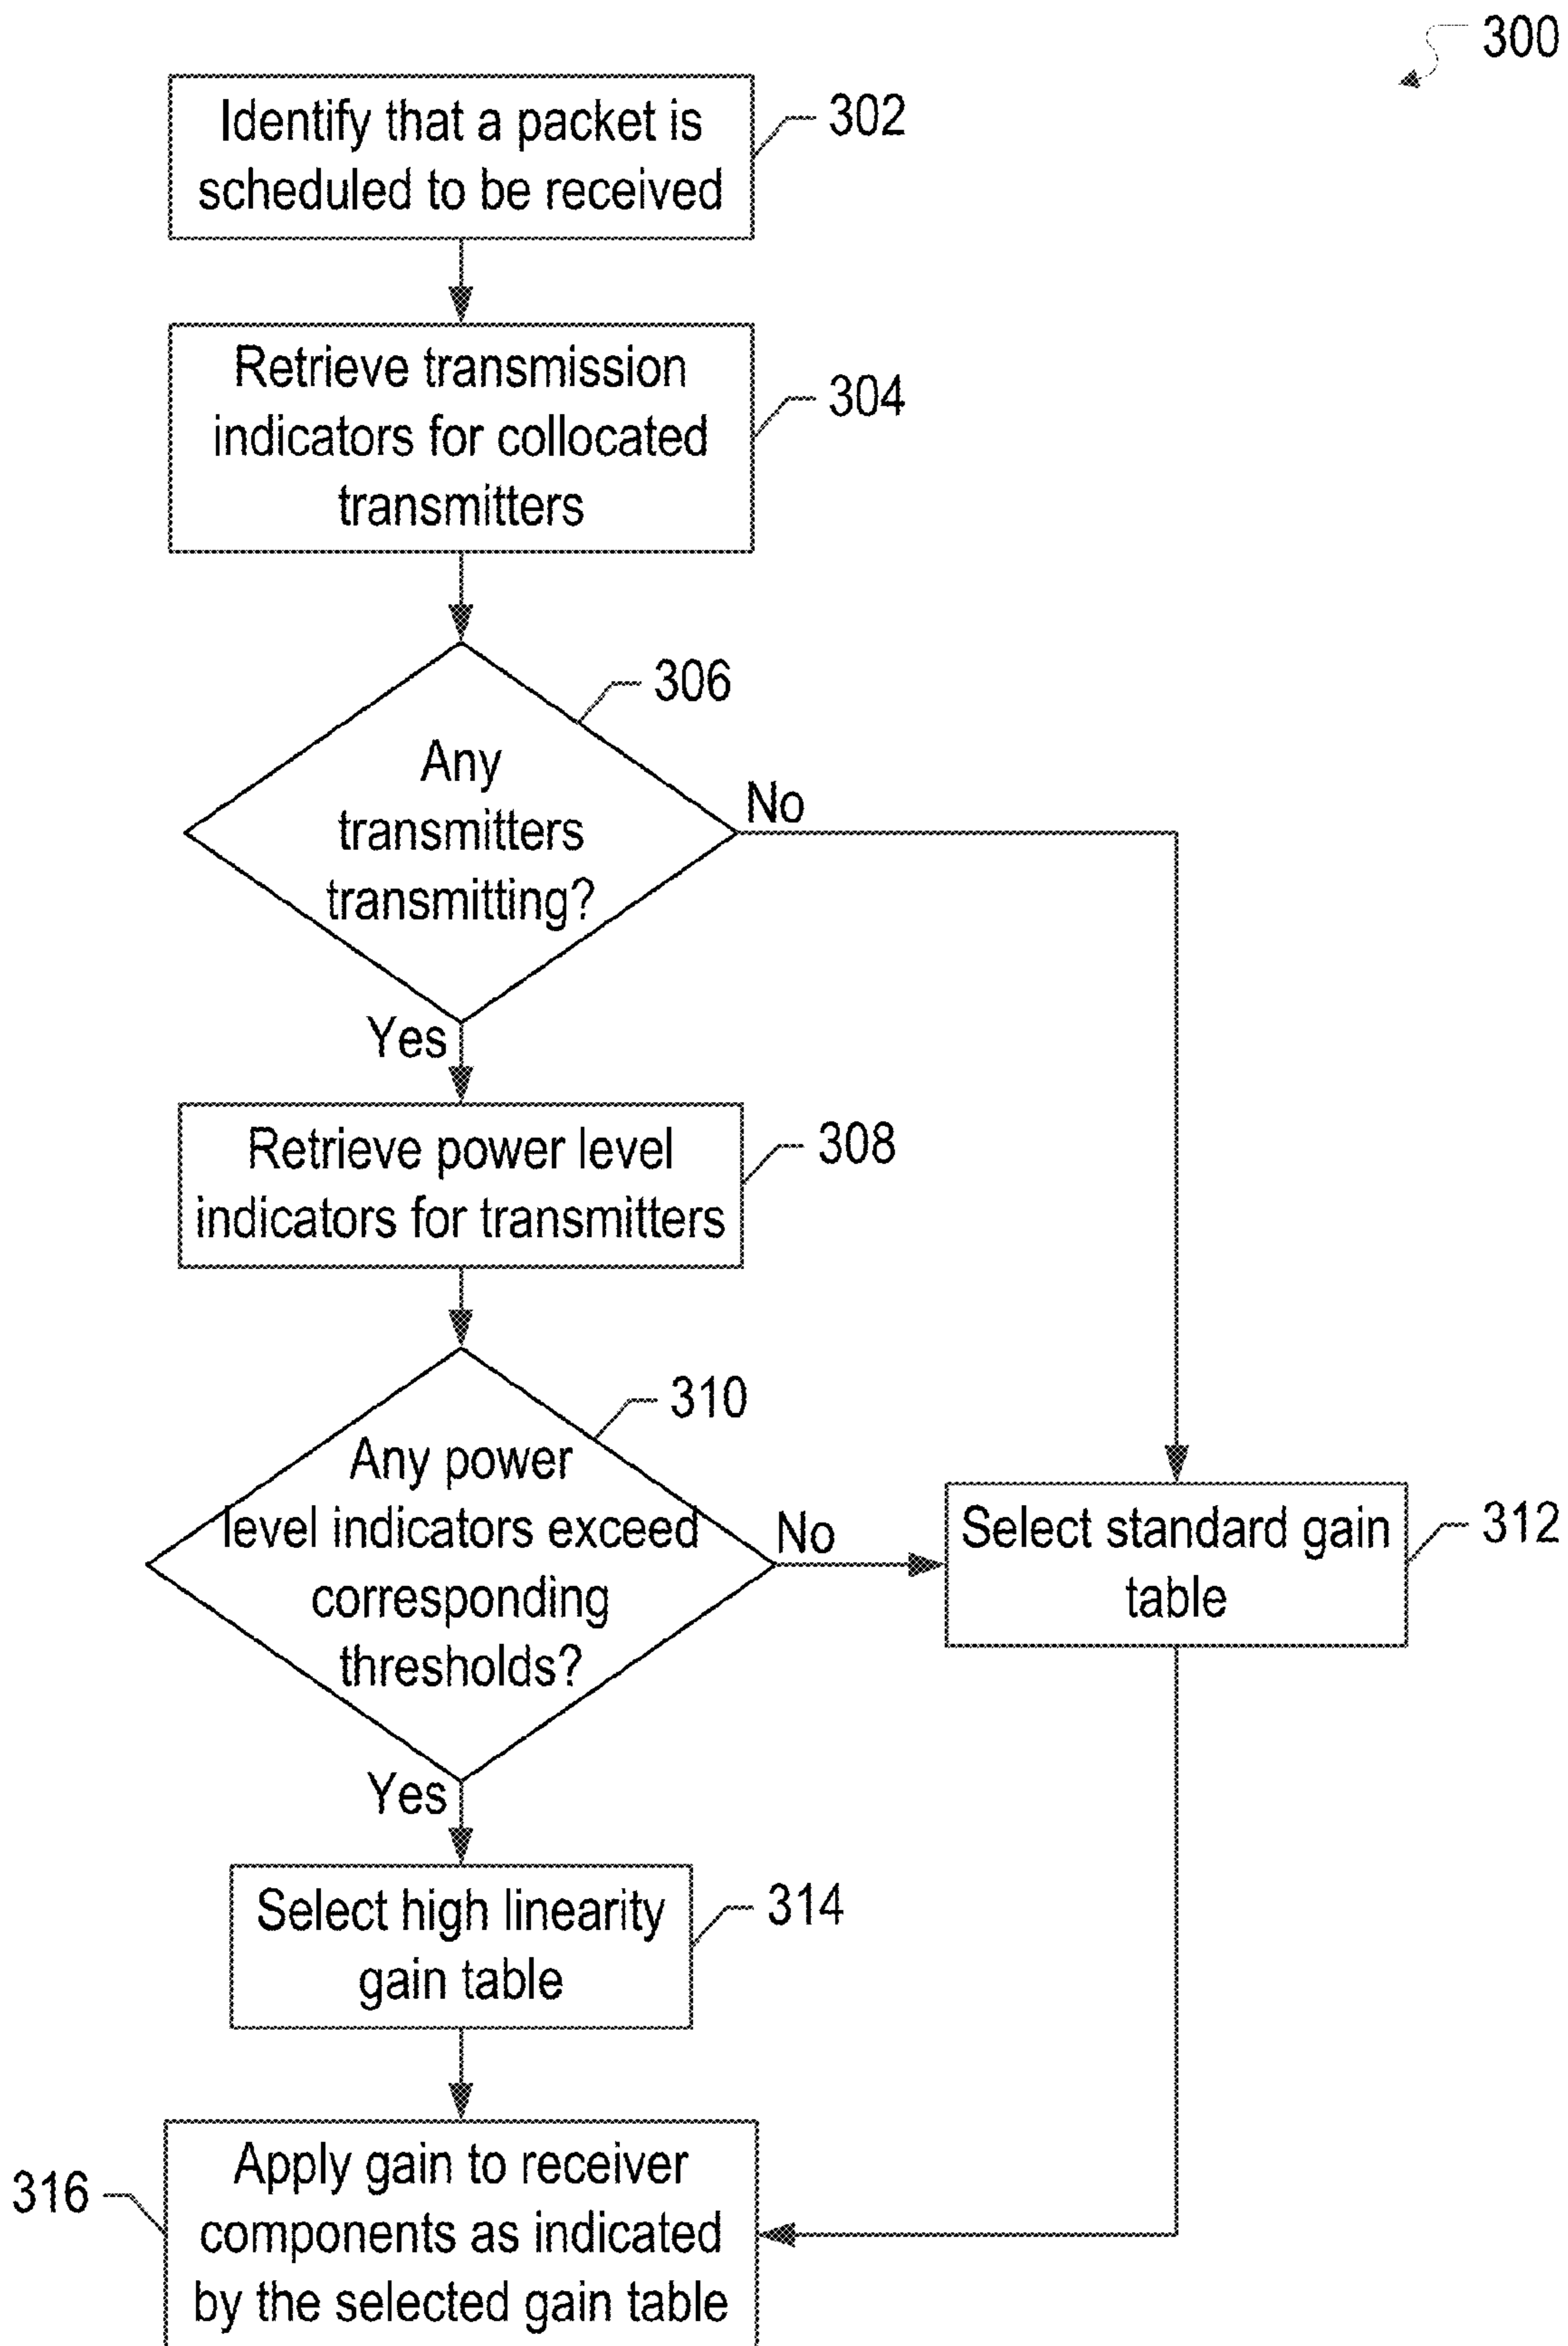 300
Identify that a packet is
scheduled to be received
302
Retrieve transmission
indicators for collocated
transmitters
304
306
Any
transmitters
transmitting?
No
Yes
Retrieve power level
indicators for transmitters
308
310
Any power
level indicators exceed
corresponding
thresholds?
No
Select standard gain
table
312
Yes
Select high linearity
gain table
314
316
Apply gain to receiver
components as indicated
by the selected gain table